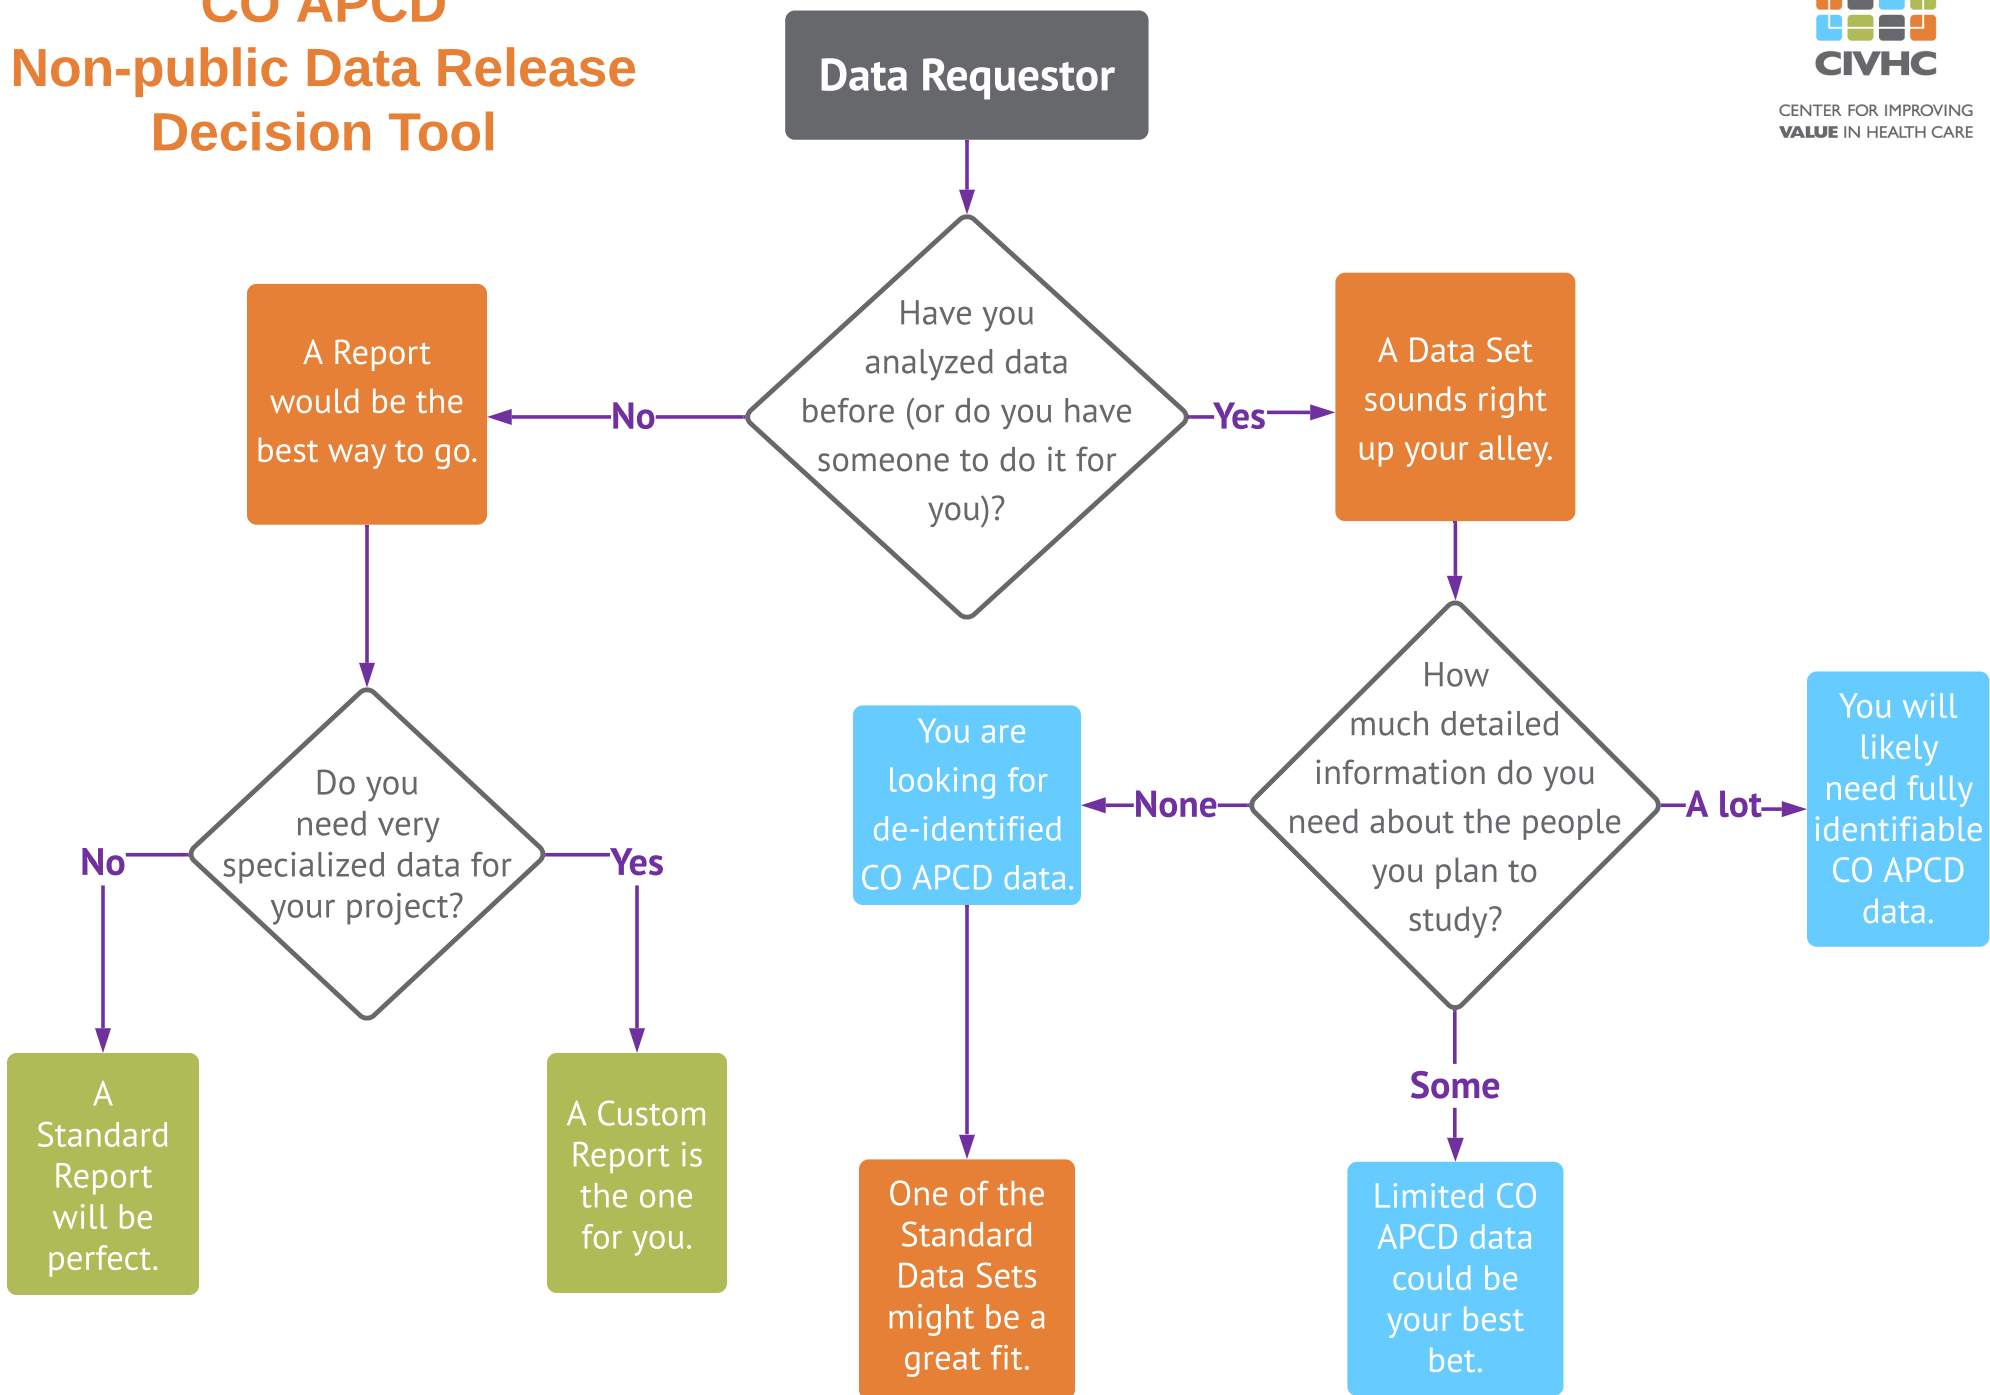 CO APCD
Non-public Data Release
Decision Tool
Data Requestor
CIVHC
CENTER FOR IMPROVING
VALUE IN HEALTH CARE
Have you
analyzed data
before (or do you have
someone to do it for
you)?
No
Yes
A Report
would be the
best way to go.
A Data Set
sounds right
up your alley.
Do you
need very
specialized data for
your project?
No
Yes
A
Standard
Report
will be
perfect.
A Custom
Report is
the one
for you.
How
much detailed
information do you
need about the people
you plan to
study?
None
A lot
Some
You are
looking for
de-identified
CO APCD data.
You will
likely
need fully
identifiable
CO APCD
data.
One of the
Standard
Data Sets
might be a
great fit.
Limited CO
APCD data
could be
your best
bet.